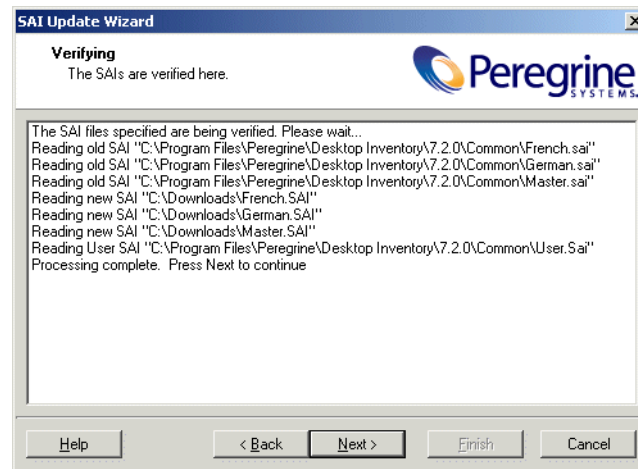 SAI Update Wizard
Verifying
The SAIs are verified here.
Peregrine
SYSTEMS
The SAI files specified are being verified. Please wait...
Reading old SAI "C:\Program Files\Peregrine\Desktop Inventory\7.2.0\Common\French.sai"
Reading old SAI "C:\Program Files\Peregrine\Desktop Inventory\7.2.0\Common\German.sai"
Reading old SAI "C:\Program Files\Peregrine\Desktop Inventory\7.2.0\Common\Master.sai"
Reading new SAI "C:\Downloads\French.SAI"
Reading new SAI "C:\Downloads\German.SAI"
Reading new SAI "C:\Downloads\Master.SAI"
Reading User SAI "C:\Program Files\Peregrine\Desktop Inventory\7.2.0\Common\User.Sai"
Processing complete.  Press Next to continue
Help < Back Next > Finish Cancel